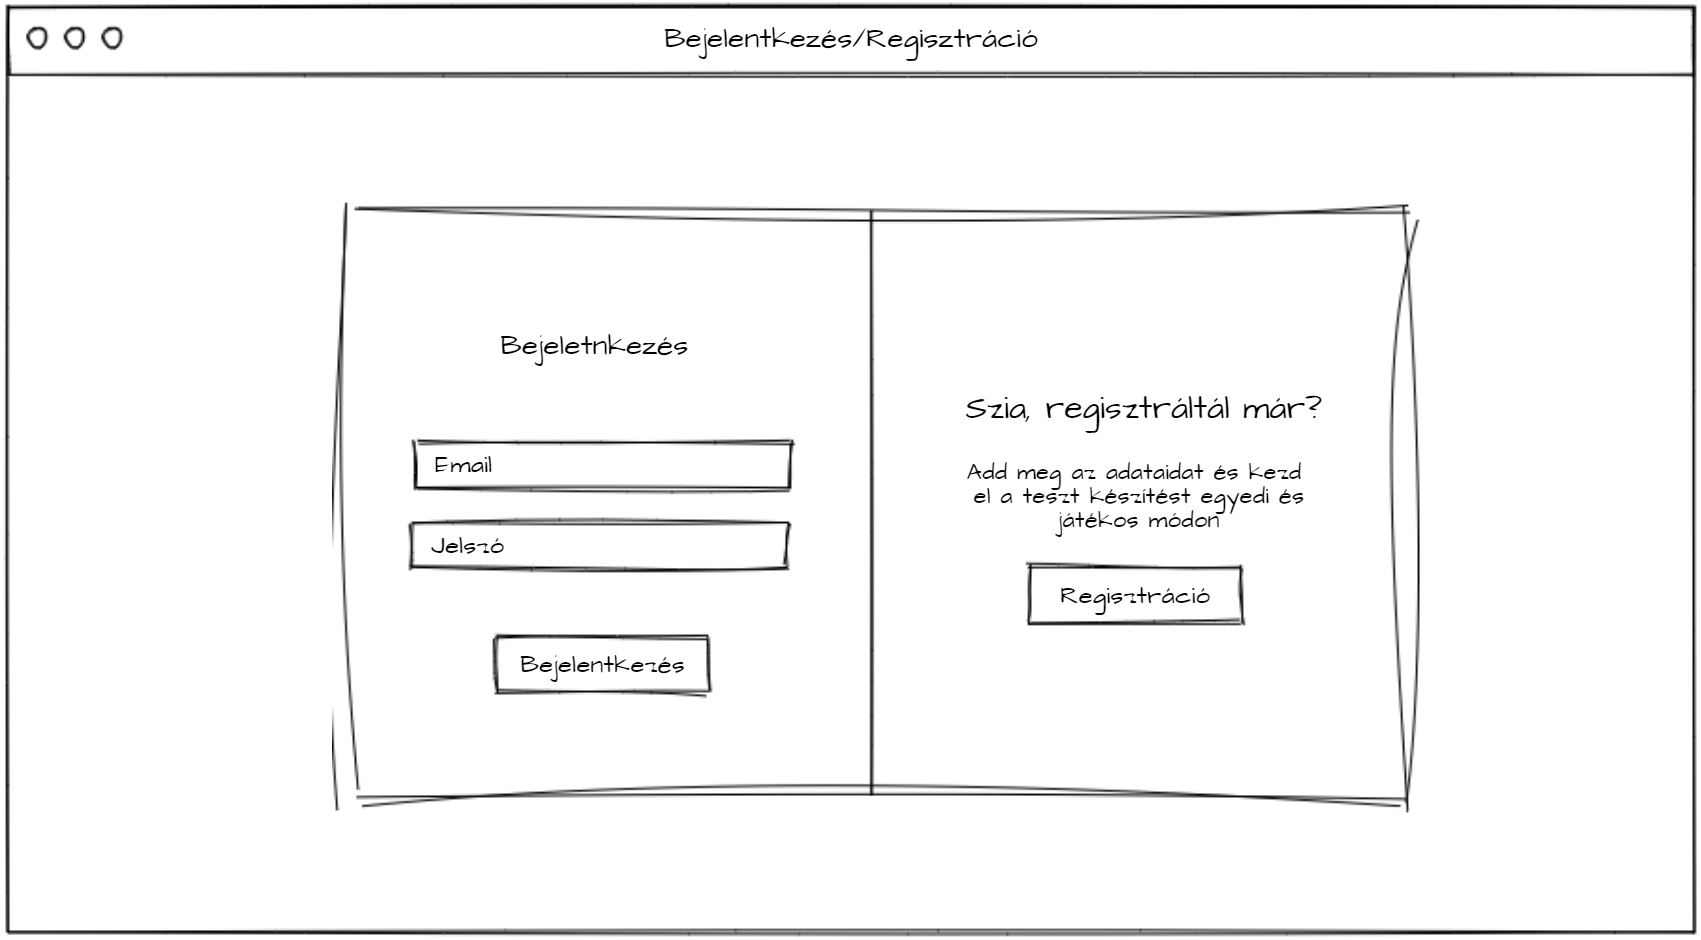 Bejelentkezés/Regisztráció
Bejeletnkezés
Email
Jelszó
Bejelentkezés
Szia, regisztráltál már?
Add meg az adataidat és kezd
el a teszt készítést egyedi és
játékos módon
Regisztráció